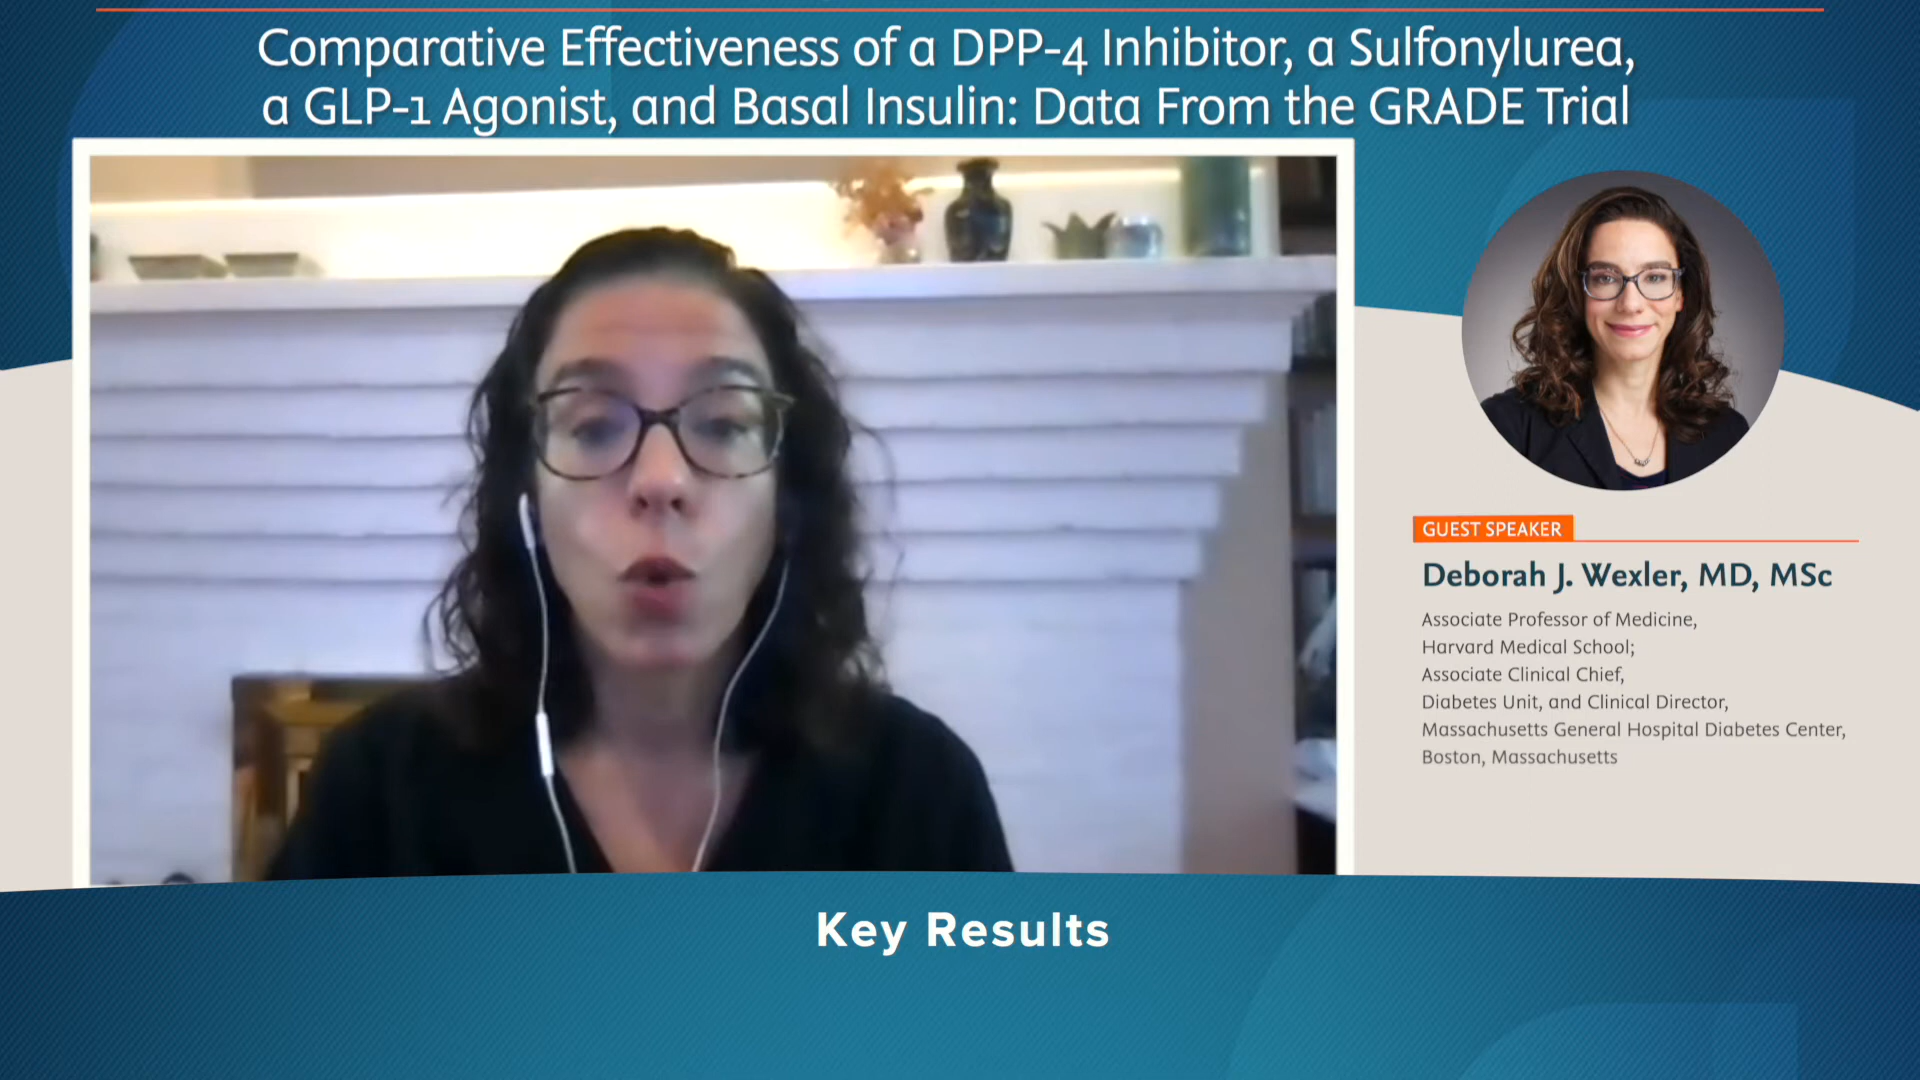 Comparative Effectiveness of a DPP-4 Inhibitor, a Sulfonylurea,
a GLP-1 Agonist, and Basal Insulin: Data From the GRADE Trial
GUEST SPEAKER
Deborah J. Wexler, MD, MSc
Associate Professor of Medicine,
Harvard Medical School;
Associate Clinical Chief,
Diabetes Unit, and Clinical Director,
Massachusetts General Hospital Diabetes Center,
Boston, Massachusetts
Key Results